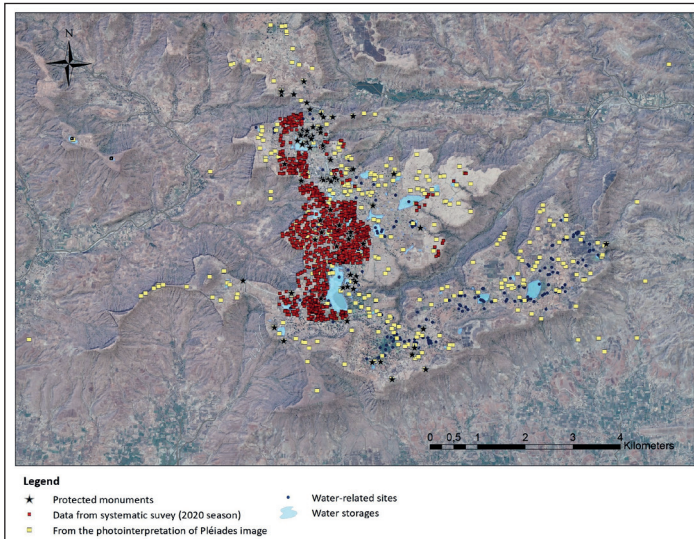 N
0 0,5 1 2 3 4
Kilometers
Legend
Protected monuments
Data from systematic suvey (2020 season)
From the photointerpretation of Pléiades image
Water-related sites
Water storages